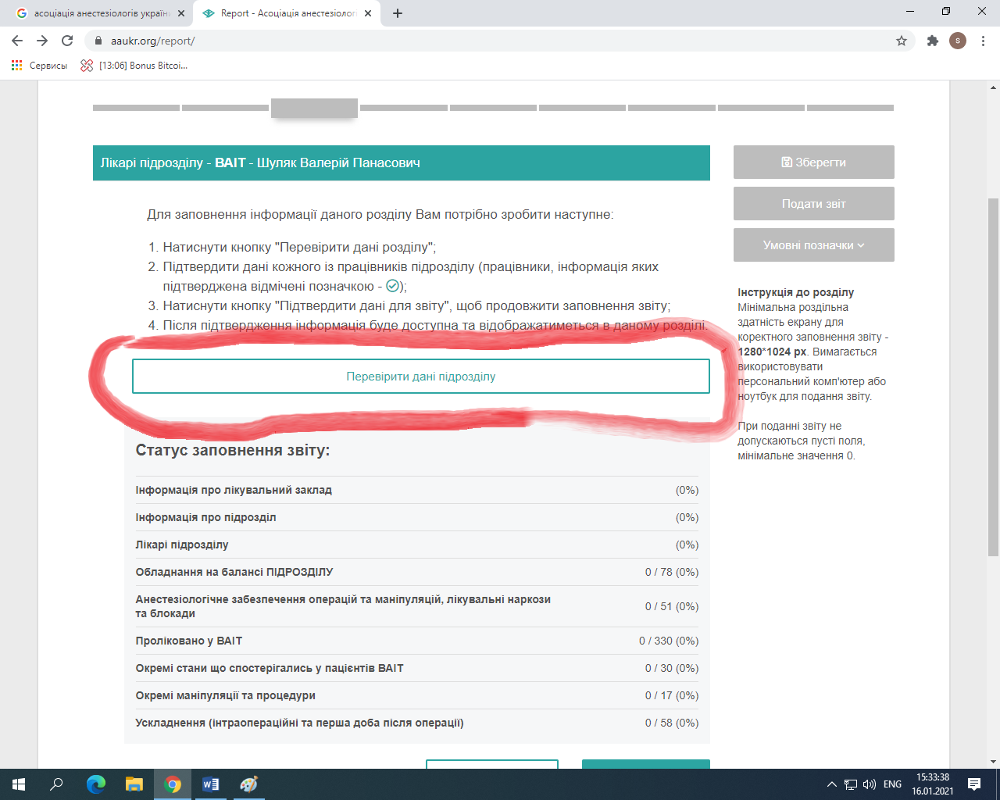 асоціація анестезіологів україн
Report - Асоціація анестезіолог
aaukr.org/report/
s
Сервисы
[13:06] Bonus Bitcoi...
Лікарі підрозділу - ВАІТ - Шуляк Валерій Панасович
Зберегти
Подати звіт
Умовні позначки
Для заповнення інформації даного розділу Вам потрібно зробити наступне:
1. Натиснути кнопку "Перевірити дані розділу";
2. Підтвердити дані кожного із працівників підрозділу (працівники, інформація яких
підтверджена відмічені позначкою - );
3. Натиснути кнопку "Підтвердити дані для звіту", щоб продовжити заповнення звіту;
4. Після підтвердження інформація буде доступна та відображатиметься в даному розділі.
Перевірити дані підрозділу
Інструкція до розділу
Мінімальна роздільна
здатність екрану для
коректного заповнення звіту -
1280*1024 px. Вимагається
використовувати
персональний комп'ютер або
ноутбук для подання звіту.
При поданні звіту не
допускаються пусті поля,
мінімальне значення 0.
Статус заповнення звіту:
Інформація про лікувальний заклад (0%)
Інформація про підрозділ (0%)
Лікарі підрозділу (0%)
Обладнання на балансі ПІДРОЗДІЛУ 0 / 78 (0%)
Анестезіологічне забезпечення операцій та маніпуляцій, лікувальні наркози
та блокади 0 / 51 (0%)
Проліковано у ВАІТ 0 / 330 (0%)
Окремі стани що спостерігались у пацієнтів ВАІТ 0 / 30 (0%)
Окремі маніпуляції та процедури 0 / 17 (0%)
Ускладнення (інтраопераційні та перша доба після операції) 0 / 58 (0%)
ENG
15:33:38
16.01.2021